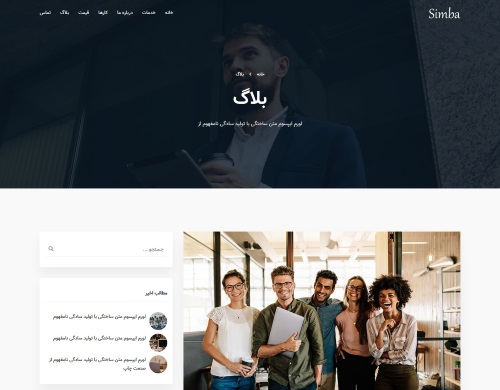 Simba
خانه
خدمات
درباره ما
کارها
قیمت
بلاگ
تماس
خانه
بلاگ
بلاگ
لورم ایپسوم متن ساختگی با تولید سادگی نامفهوم از
جستجو ...
مطالب اخیر
لورم ایپسوم متن ساختگی با تولید سادگی نامفهوم
لورم ایپسوم متن ساختگی با تولید سادگی نامفهوم
لورم ایپسوم متن ساختگی با تولید سادگی نامفهوم از
صنعت چاپ